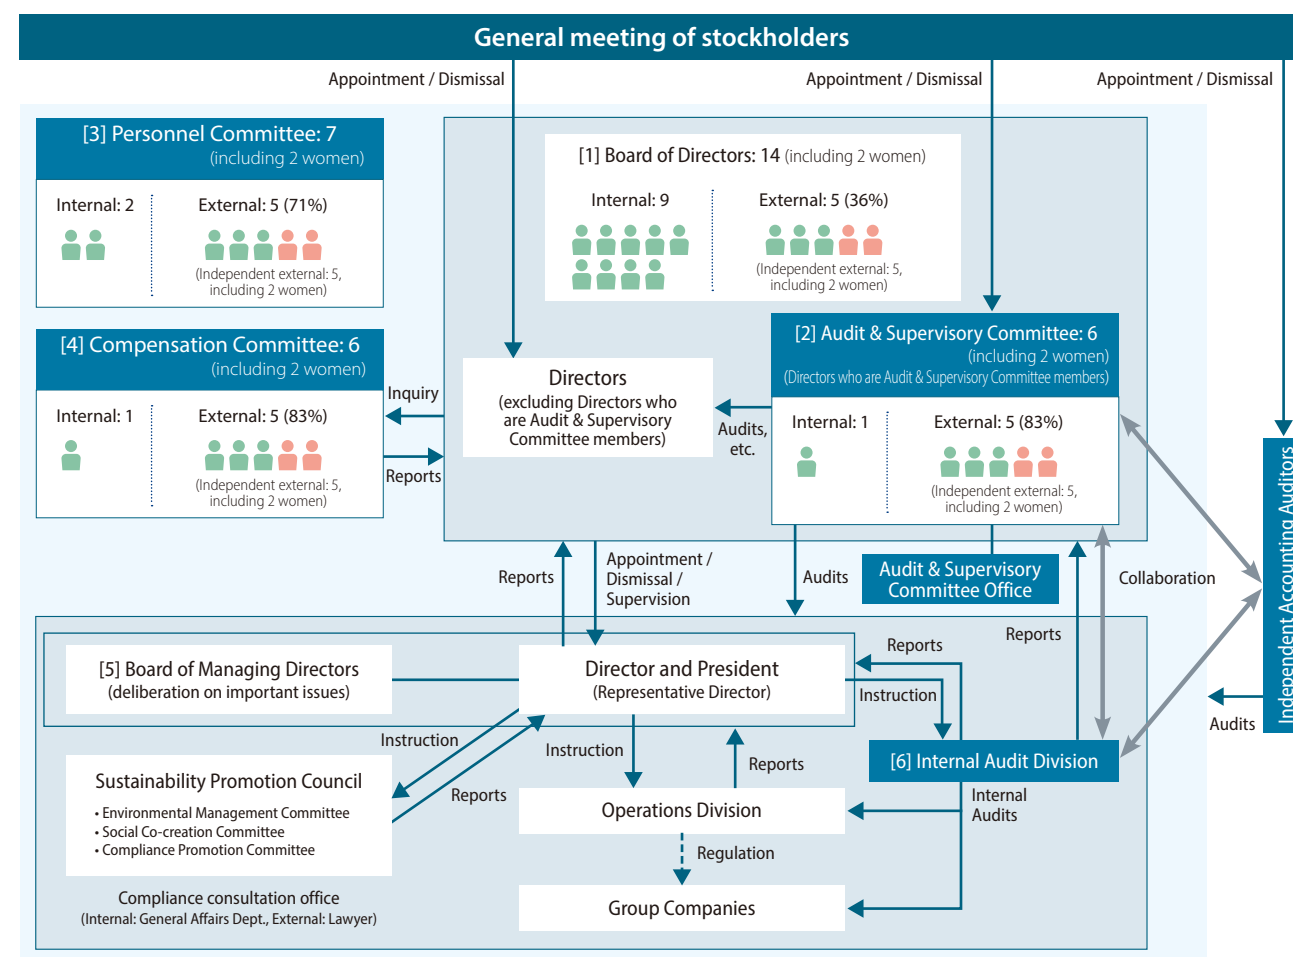 General meeting of stockholders
Appointment / Dismissal
Appointment / Dismissal
Appointment / Dismissal
[3] Personnel Committee: 7
(including 2 women)
Internal: 2
External: 5 (71%)
(Independent external: 5,
including 2 women)
[1] Board of Directors: 14 (including 2 women)
Internal: 9
External: 5 (36%)
(Independent external: 5,
including 2 women)
[4] Compensation Committee: 6
(including 2 women)
Internal: 1
External: 5 (83%)
(Independent external: 5,
including 2 women)
Inquiry
Reports
Directors
(excluding Directors who
are Audit & Supervisory
Committee members)
Audits,
etc.
[2] Audit & Supervisory Committee: 6
(including 2 women)
(Directors who are Audit & Supervisory Committee members)
Internal: 1
External: 5 (83%)
(Independent external: 5,
including 2 women)
Independent Accounting Auditors
Reports
Appointment /
Dismissal /
Supervision
Audits
Audit & Supervisory
Committee Office
Collaboration
Reports
Audits
[5] Board of Managing Directors
(deliberation on important issues)
Director and President
(Representative Director)
Reports
Instruction
Instruction
Reports
Instruction
Reports
[6] Internal Audit Division
Internal
Audits
Sustainability Promotion Council
• Environmental Management Committee
• Social Co-creation Committee
• Compliance Promotion Committee
Operations Division
Regulation
Group Companies
Compliance consultation office
(Internal: General Affairs Dept., External: Lawyer)